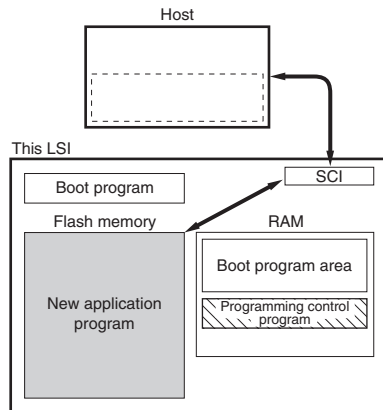 Host
This LSI
SCI
Boot program
Flash memory
RAM
Boot program area
New application
program
Programming control
program